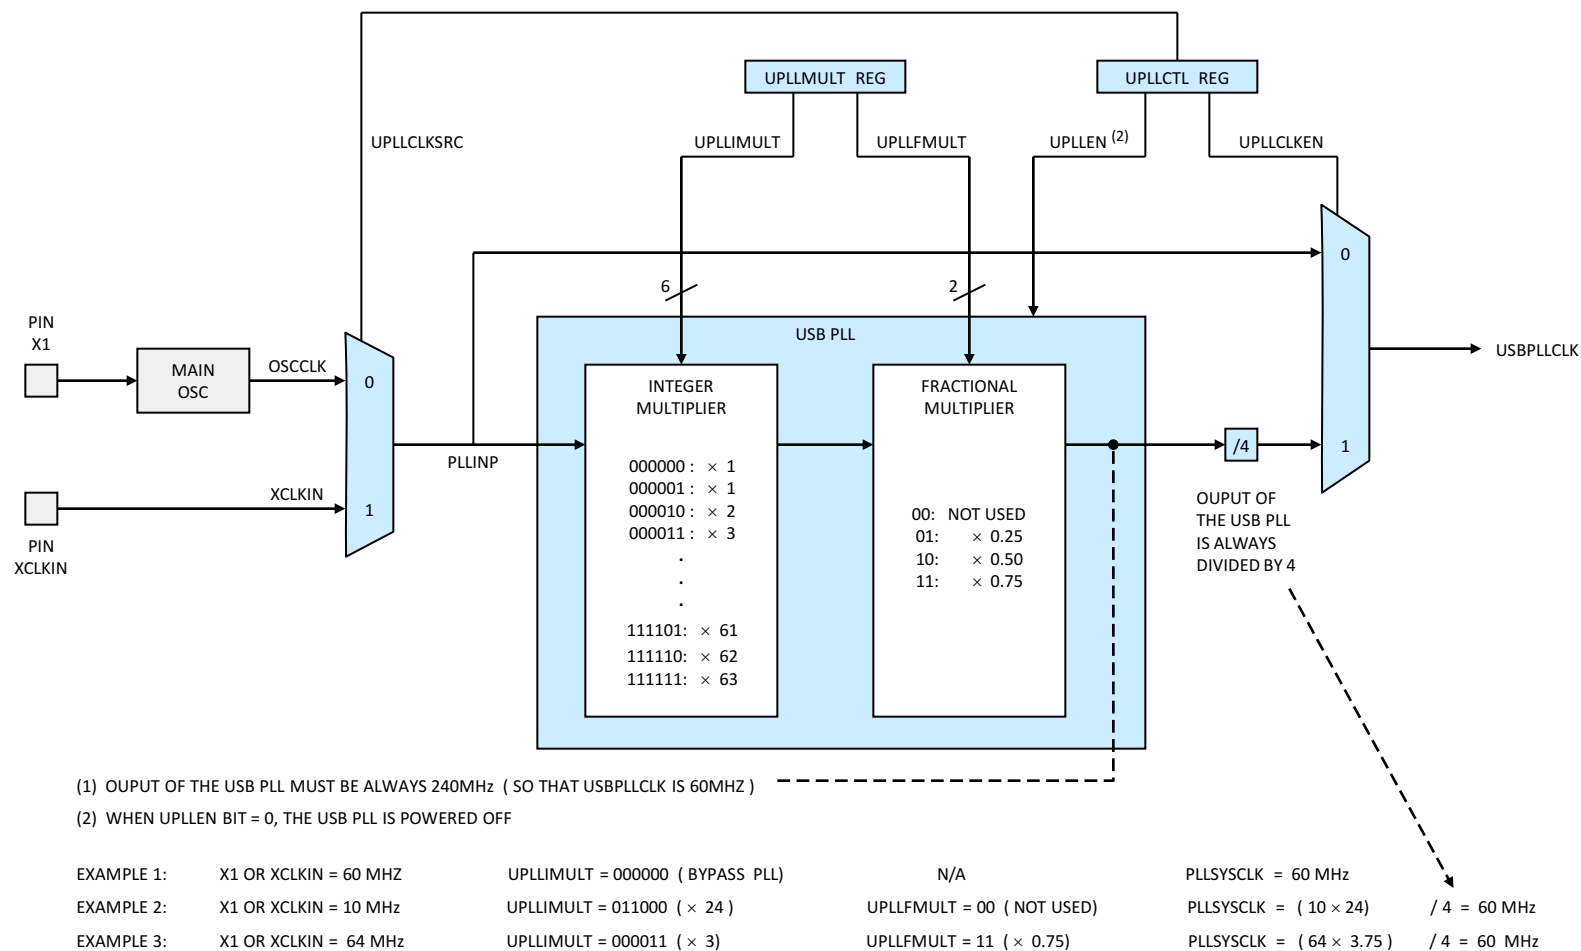 UPLLMULT REG
UPLLCTL REG
UPLLCLKSRC
UPLLIMULT
UPLLFMULT
UPLLEN (2)
UPLLCLKEN
6
2
0
USB PLL
PIN
X1
MAIN
OSC
OSCCLK
0
USBPLLCLK
INTEGER
MULTIPLIER
FRACTIONAL
MULTIPLIER
PLLINP
/4
1
XCLKIN
1
PIN
XCLKIN
000000 : × 1
000001 : × 1
000010 : × 2
000011 : × 3
.
.
.
111101: × 61
111110: × 62
111111: × 63
00: NOT USED
01: × 0.25
10: × 0.50
11: × 0.75
OUPUT OF
THE USB PLL
IS ALWAYS
DIVIDED BY 4
(1) OUPUT OF THE USB PLL MUST BE ALWAYS 240MHz ( SO THAT USBPLLCLK IS 60MHZ )
(2) WHEN UPLLEN BIT = 0, THE USB PLL IS POWERED OFF
EXAMPLE 1: X1 OR XCLKIN = 60 MHZ UPLLIMULT = 000000 ( BYPASS PLL) N/A PLLSYSCLK = 60 MHz
EXAMPLE 2: X1 OR XCLKIN = 10 MHz UPLLIMULT = 011000 ( × 24 ) UPLLFMULT = 00 ( NOT USED) PLLSYSCLK = ( 10 × 24) / 4 = 60 MHz
EXAMPLE 3: X1 OR XCLKIN = 64 MHz UPLLIMULT = 000011 ( × 3) UPLLFMULT = 11 ( × 0.75) PLLSYSCLK = ( 64 × 3.75 ) / 4 = 60 MHz